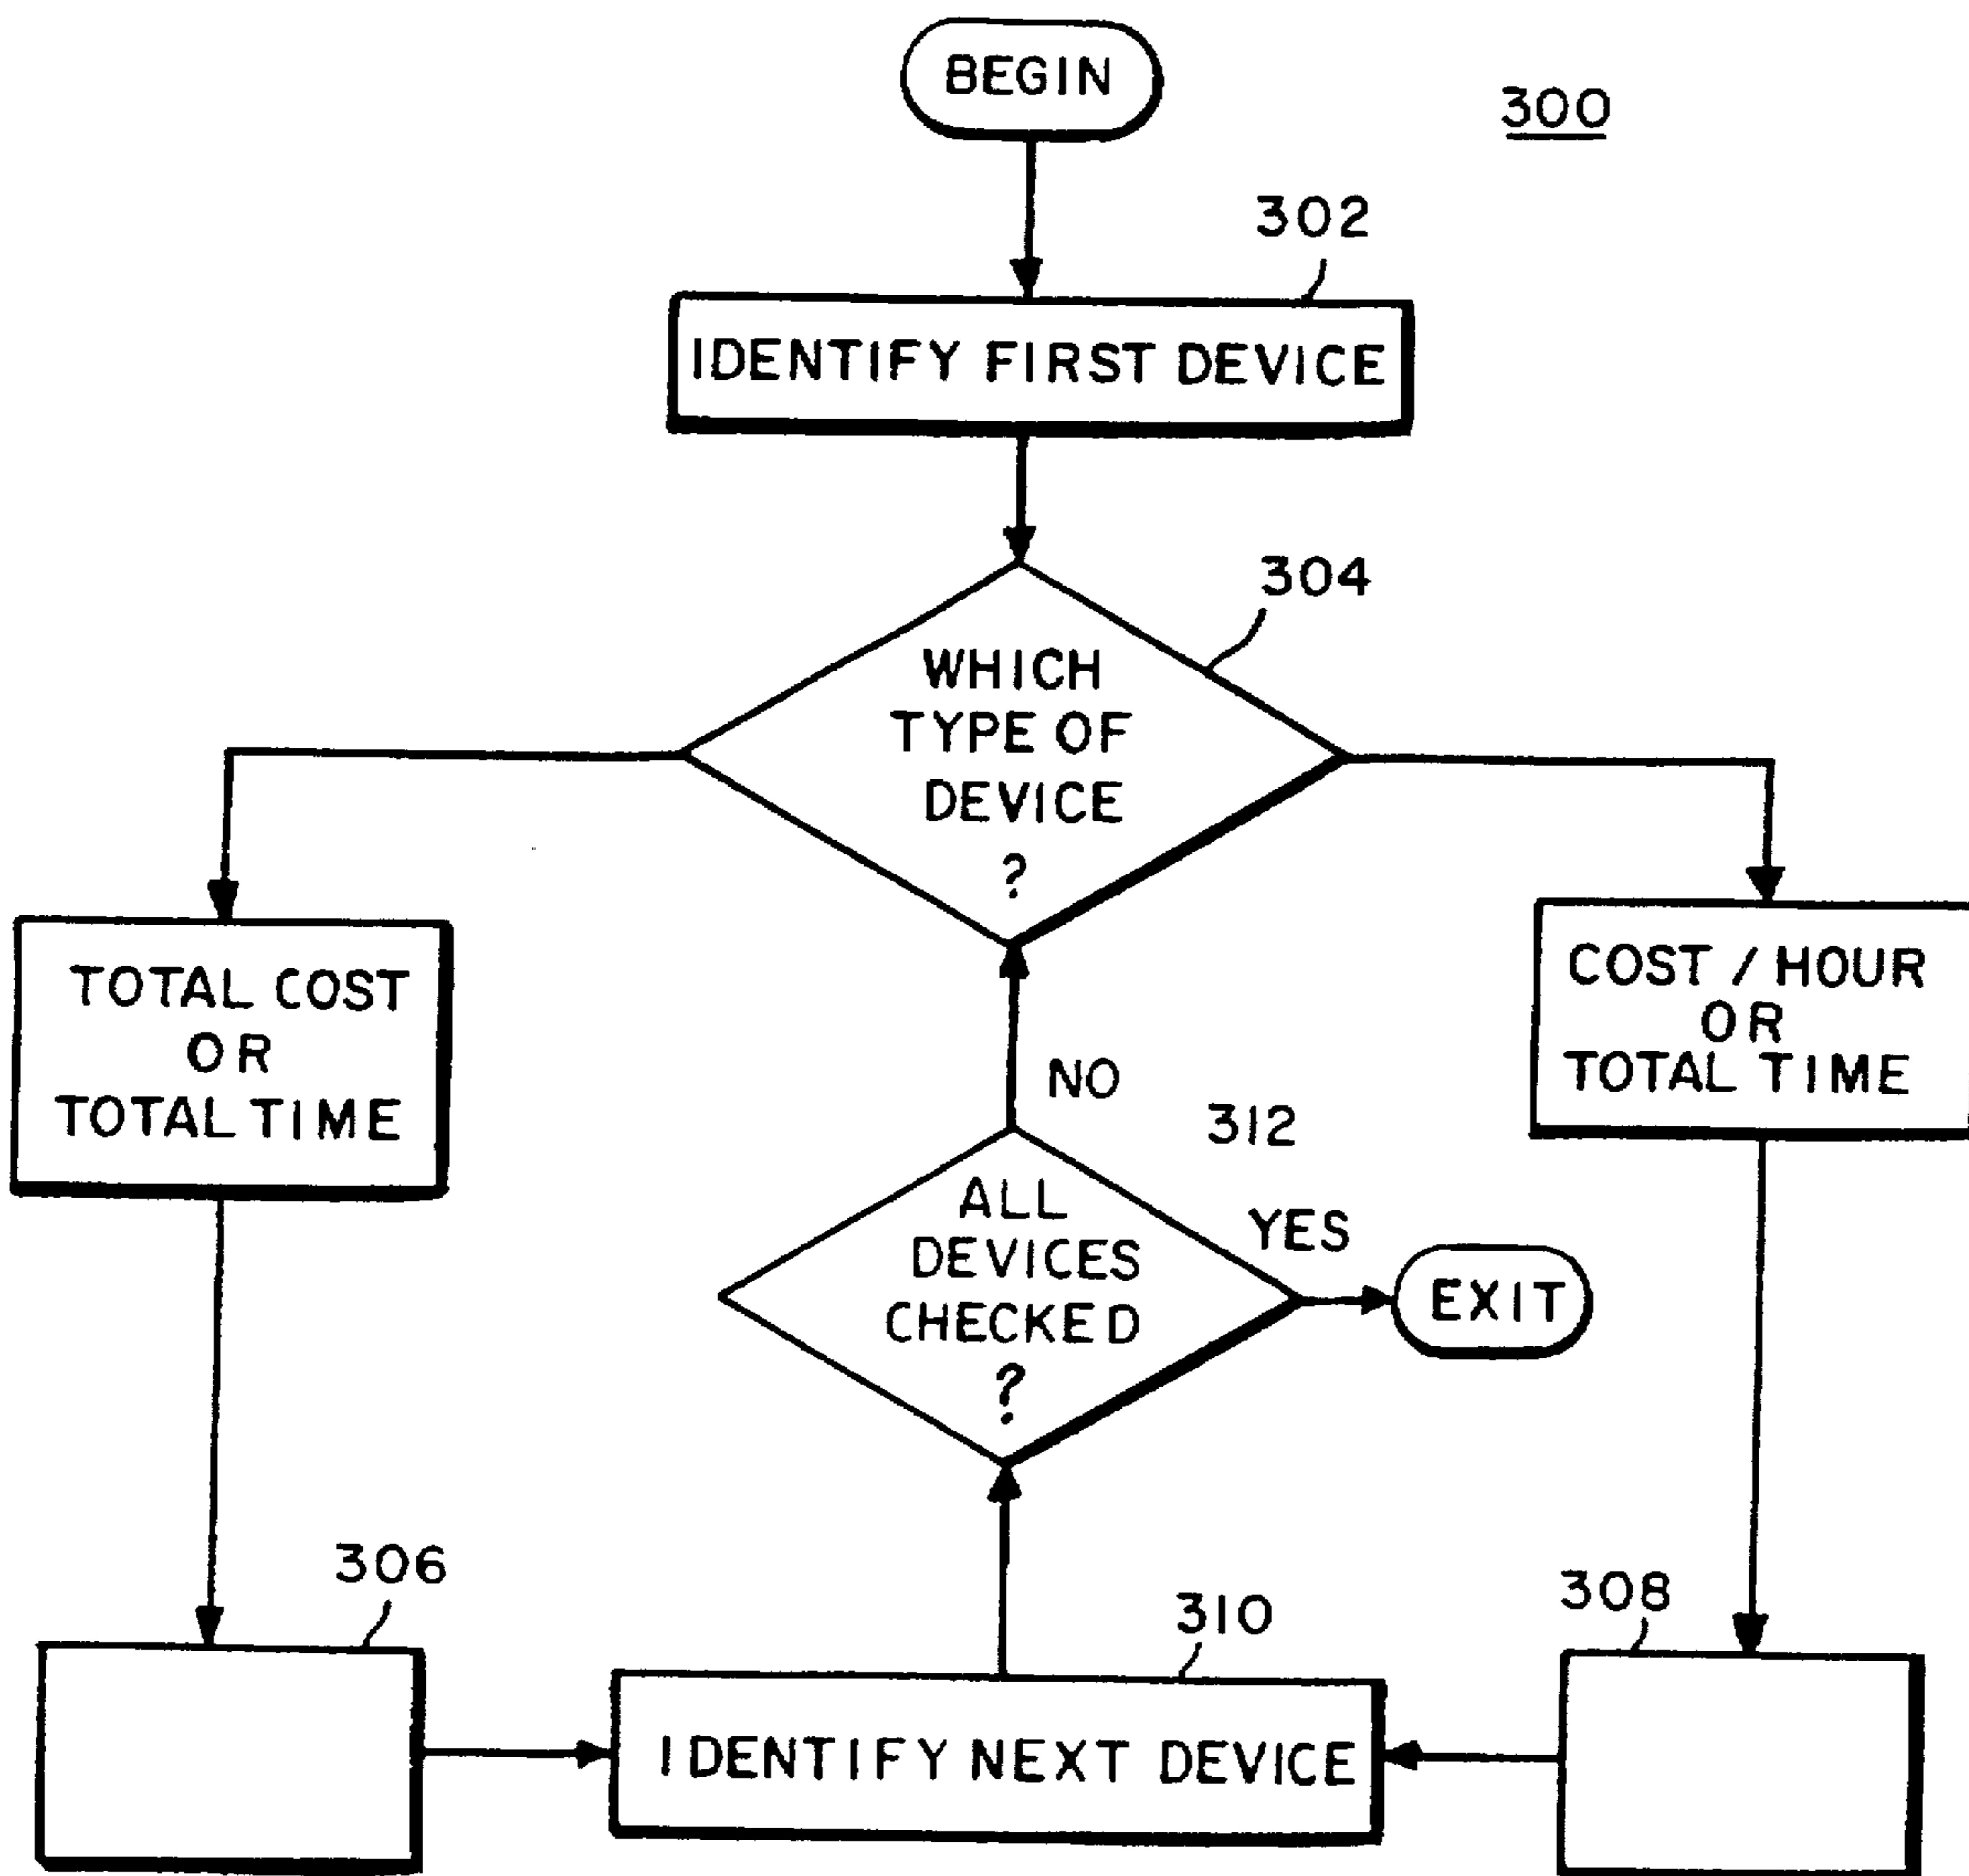 BEGIN
300
302
IDENTIFY FIRST DEVICE
304
WHICH
TYPE OF
DEVICE
?
TOTAL COST
OR
TOTAL TIME
COST / HOUR
OR
TOTAL TIME
NO
312
ALL
DEVICES
CHECKED
?
YES
EXIT
306
310
308
IDENTIFY NEXT DEVICE